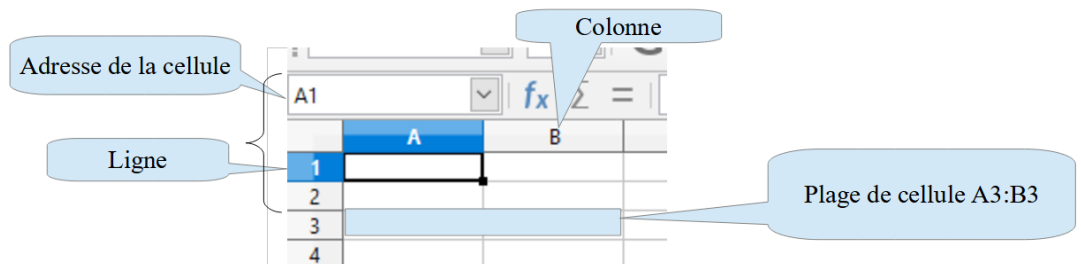 Colonne
Adresse de la cellule
A1 fx Σ =
A B
Ligne
1
2
Plage de cellule A3:B3
3
4